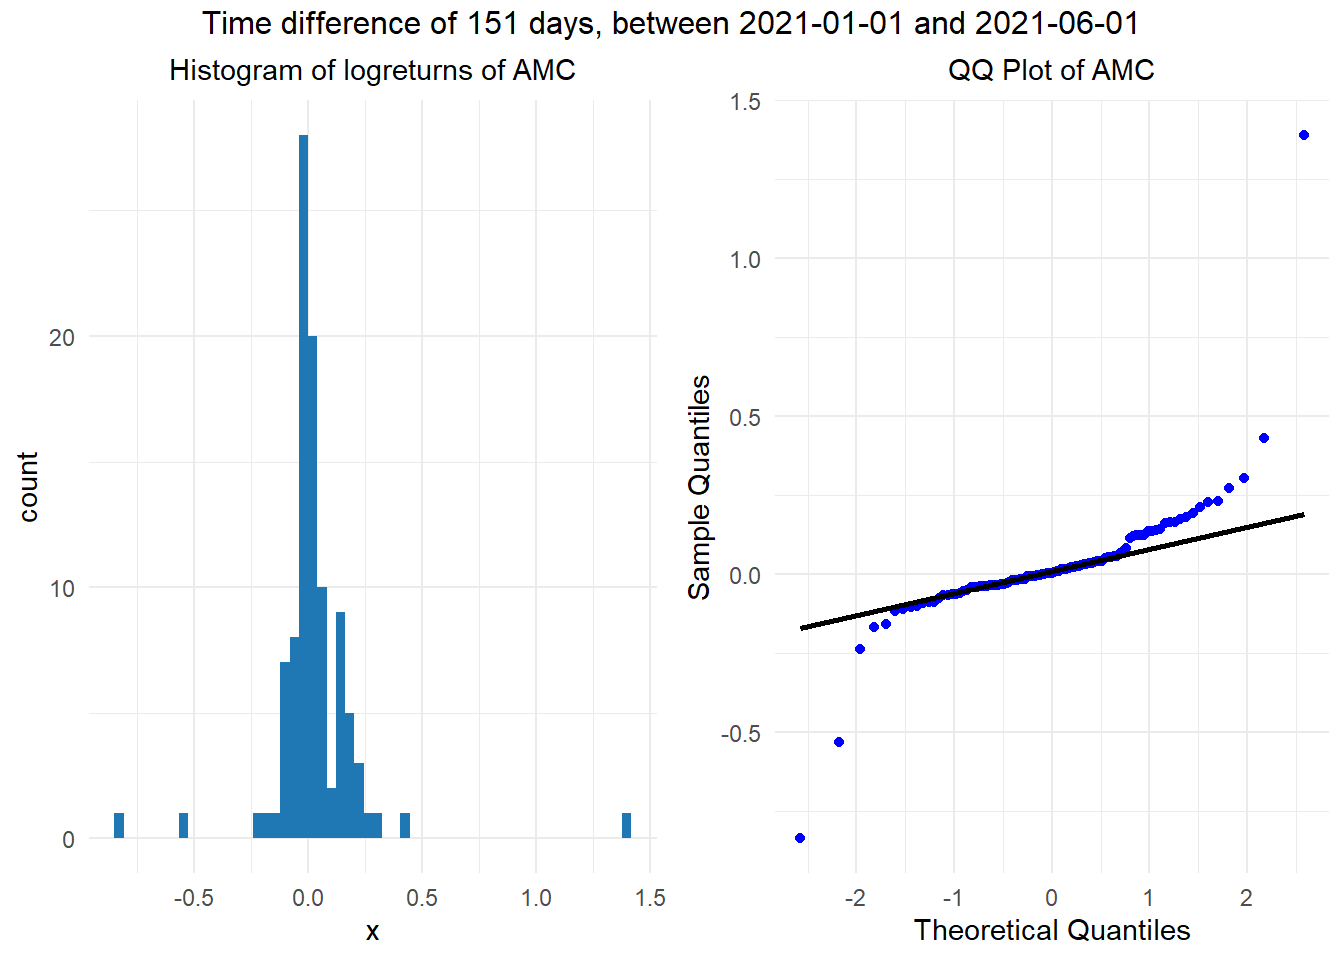 Time difference of 151 days, between 2021-01-01 and 2021-06-01
Histogram of logreturns of AMC
count
20
10
0
-0.5 0.0 0.5 1.0 1.5
x
QQ Plot of AMC
Sample Quantiles
1.5
1.0
0.5
0.0
-0.5
-2 -1 0 1 2
Theoretical Quantiles